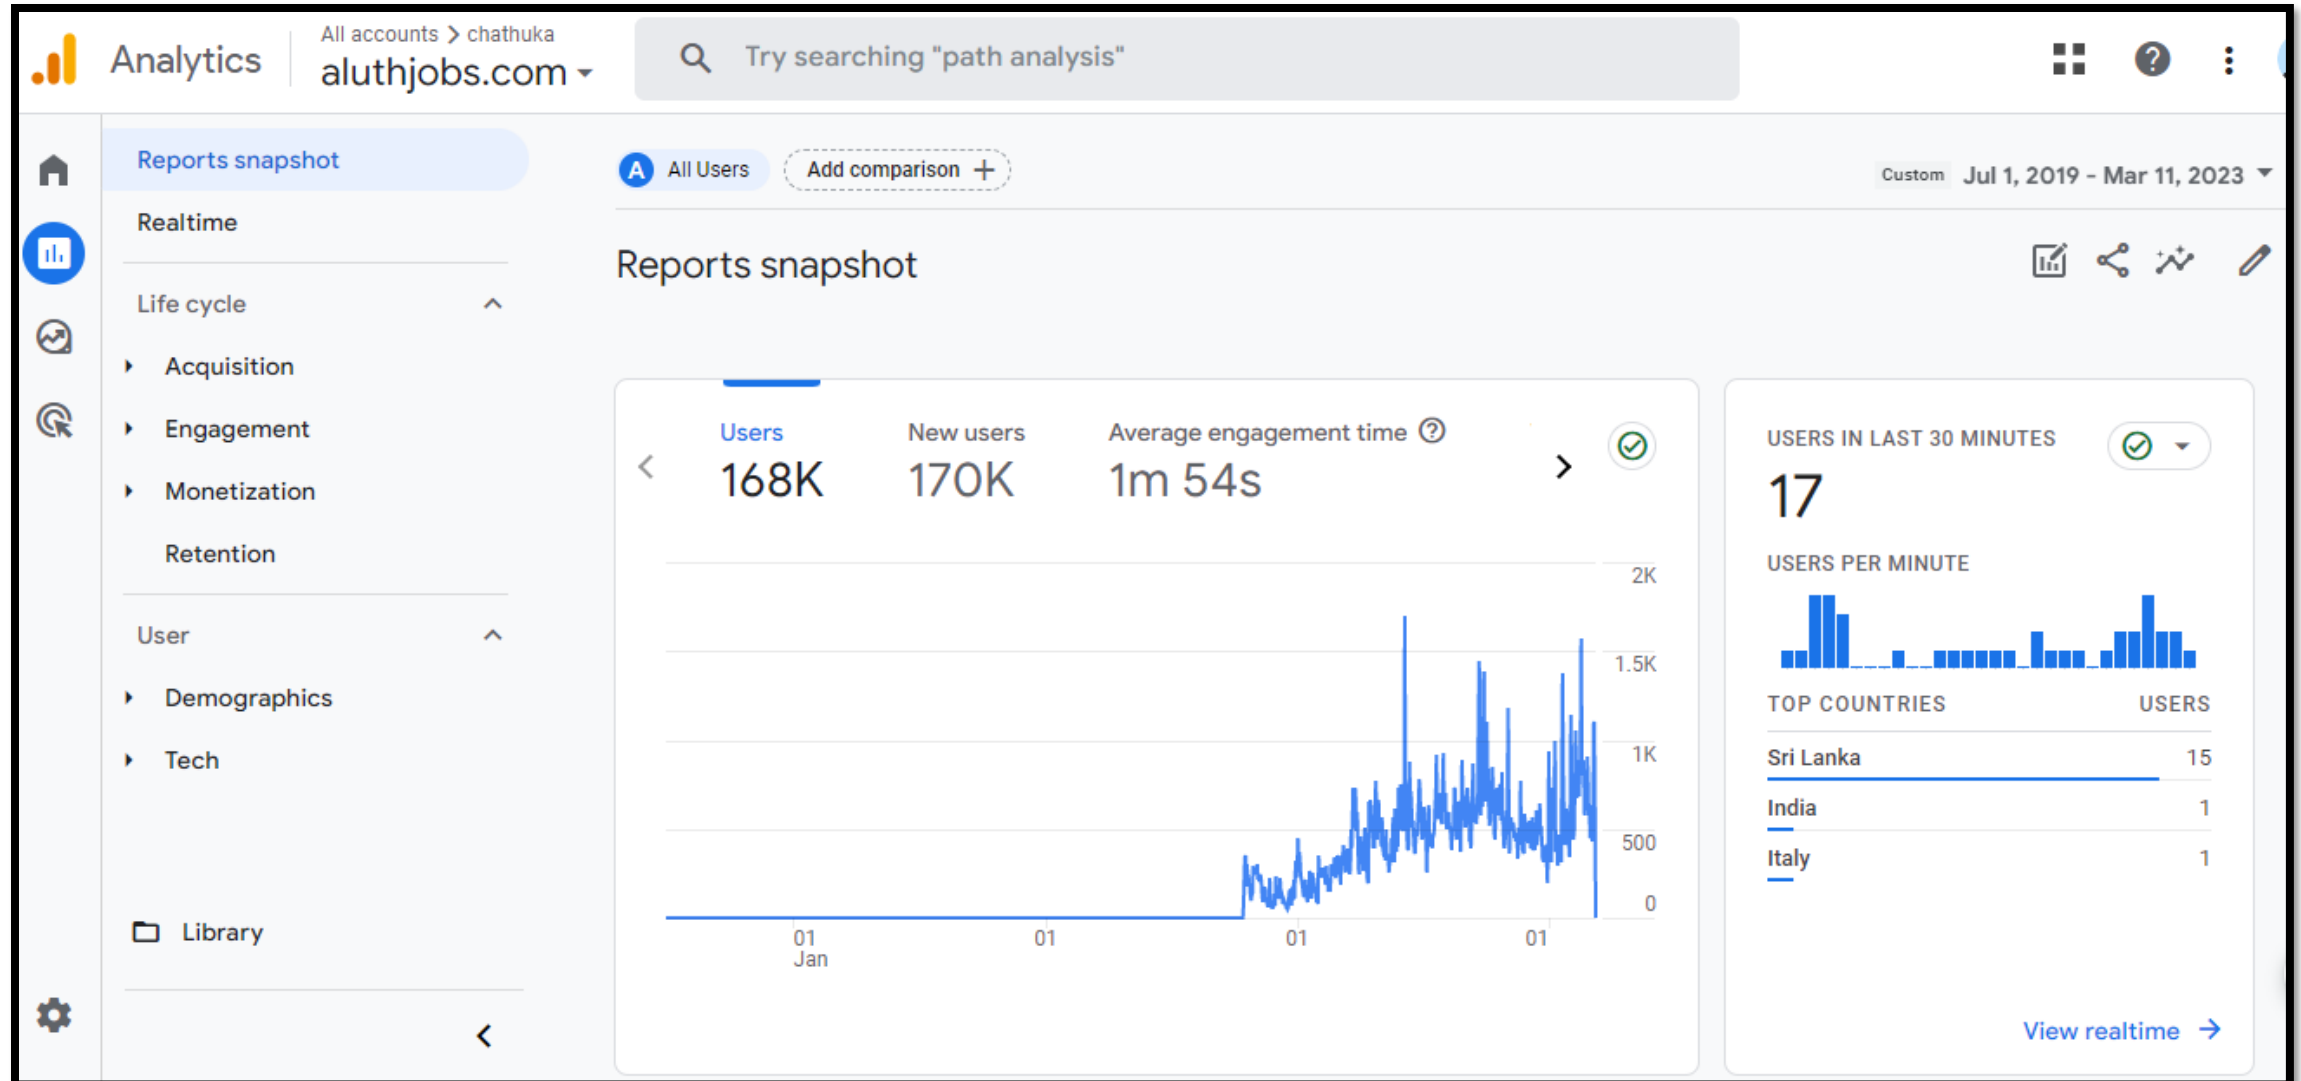 Analytics
All accounts > chathuka
aluthjobs.com
Try searching "path analysis"
Reports snapshot
Realtime
Life cycle
Acquisition
Engagement
Monetization
Retention
User
Demographics
Tech
Library
A All Users
Add comparison +
Custom Jul 1, 2019 - Mar 11, 2023
Reports snapshot
Users
168K
New users
170K
Average engagement time
1m 54s
2K
1.5K
1K
500
0
01 01 01 01
Jan
USERS IN LAST 30 MINUTES
17
USERS PER MINUTE
TOP COUNTRIES USERS
Sri Lanka 15
India 1
Italy 1
View realtime